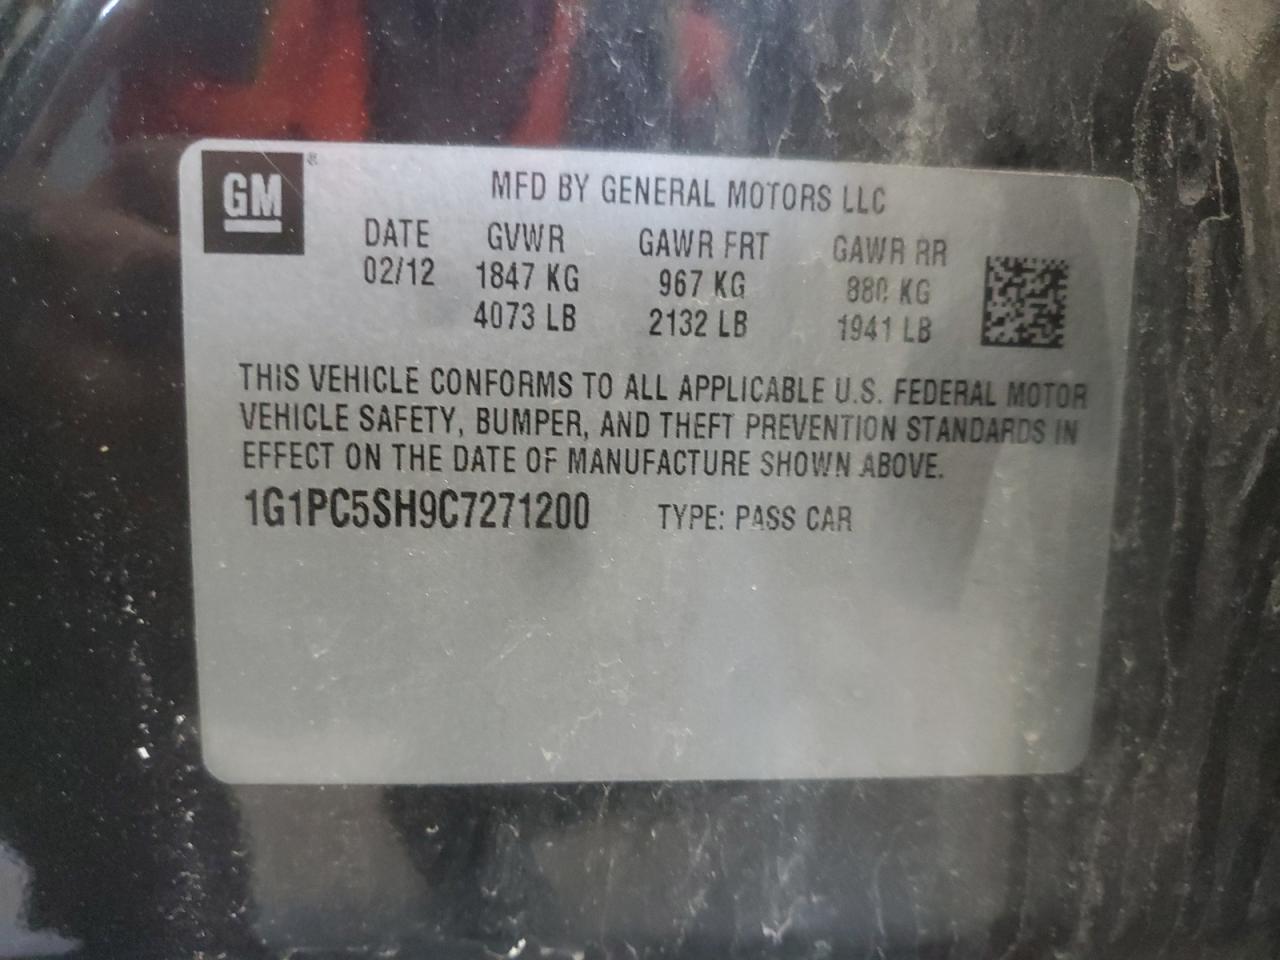 GM ®
MFD BY GENERAL MOTORS LLC
DATE GVWR GAWR FRT GAWR RR
02/12 1847 KG 967 KG 880 KG
4073 LB 2132 LB 1941 LB
THIS VEHICLE CONFORMS TO ALL APPLICABLE U.S. FEDERAL MOTOR
VEHICLE SAFETY, BUMPER, AND THEFT PREVENTION STANDARDS IN
EFFECT ON THE DATE OF MANUFACTURE SHOWN ABOVE.
1G1PC5SH9C7271200 TYPE: PASS CAR